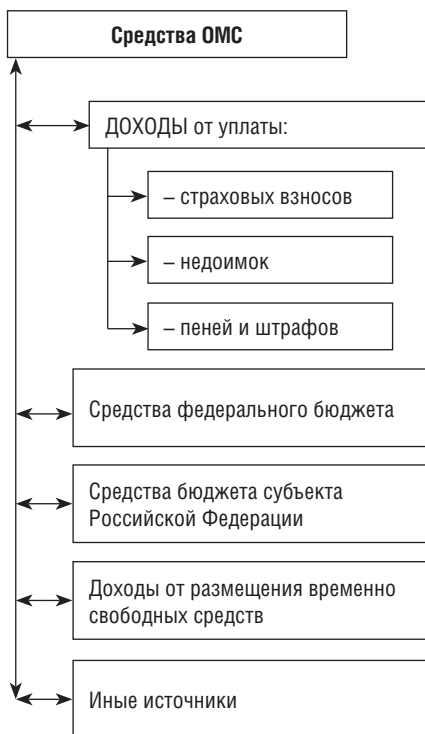 Средства ОМС
ДОХОДЫ от уплаты:
– страховых взносов
– недоимок
– пеней и штрафов
Средства федерального бюджета
Средства бюджета субъекта
Российской Федерации
Доходы от размещения временно
свободных средств
Иные источники